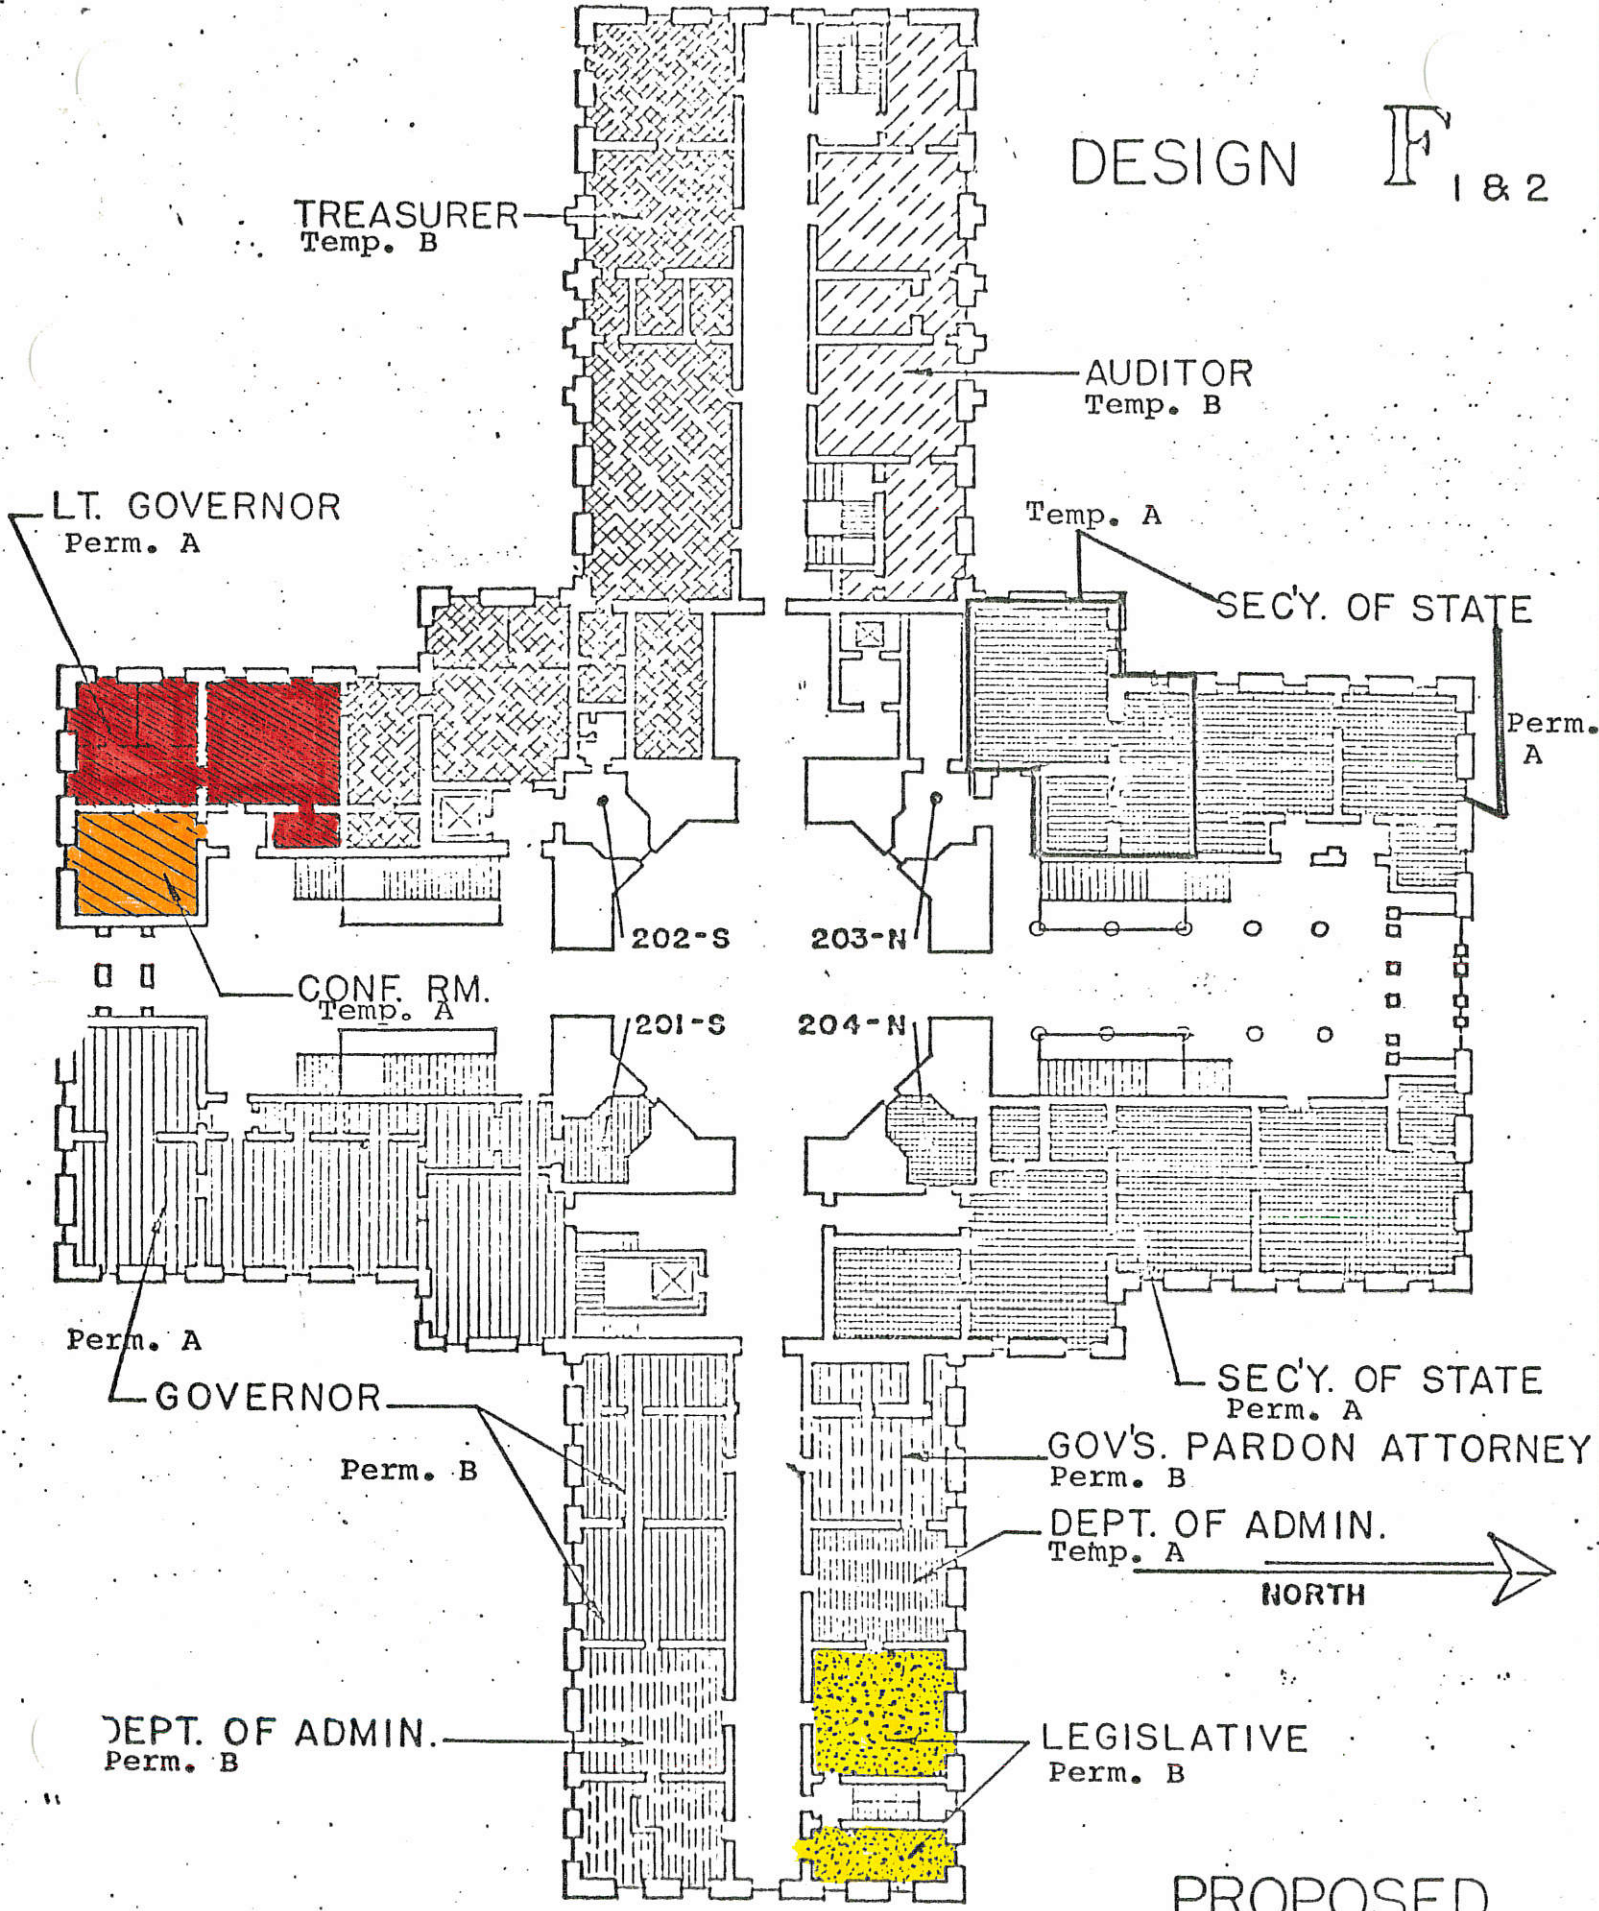 DESIGN F 1 & 2
TREASURER
Temp. B
AUDITOR
Temp. B
LT. GOVERNOR
Perm. A
Temp. A
SEC'Y. OF STATE
Perm.
A
202-S
203-N
CONF. RM.
Temp. A
201-S
204-N
Perm. A
GOVERNOR
Perm. B
SEC'Y. OF STATE
Perm. A
GOV'S. PARDON ATTORNEY
Perm. B
DEPT. OF ADMIN.
Temp. A
NORTH
DEPT. OF ADMIN.
Perm. B
LEGISLATIVE
Perm. B
PROPOSED